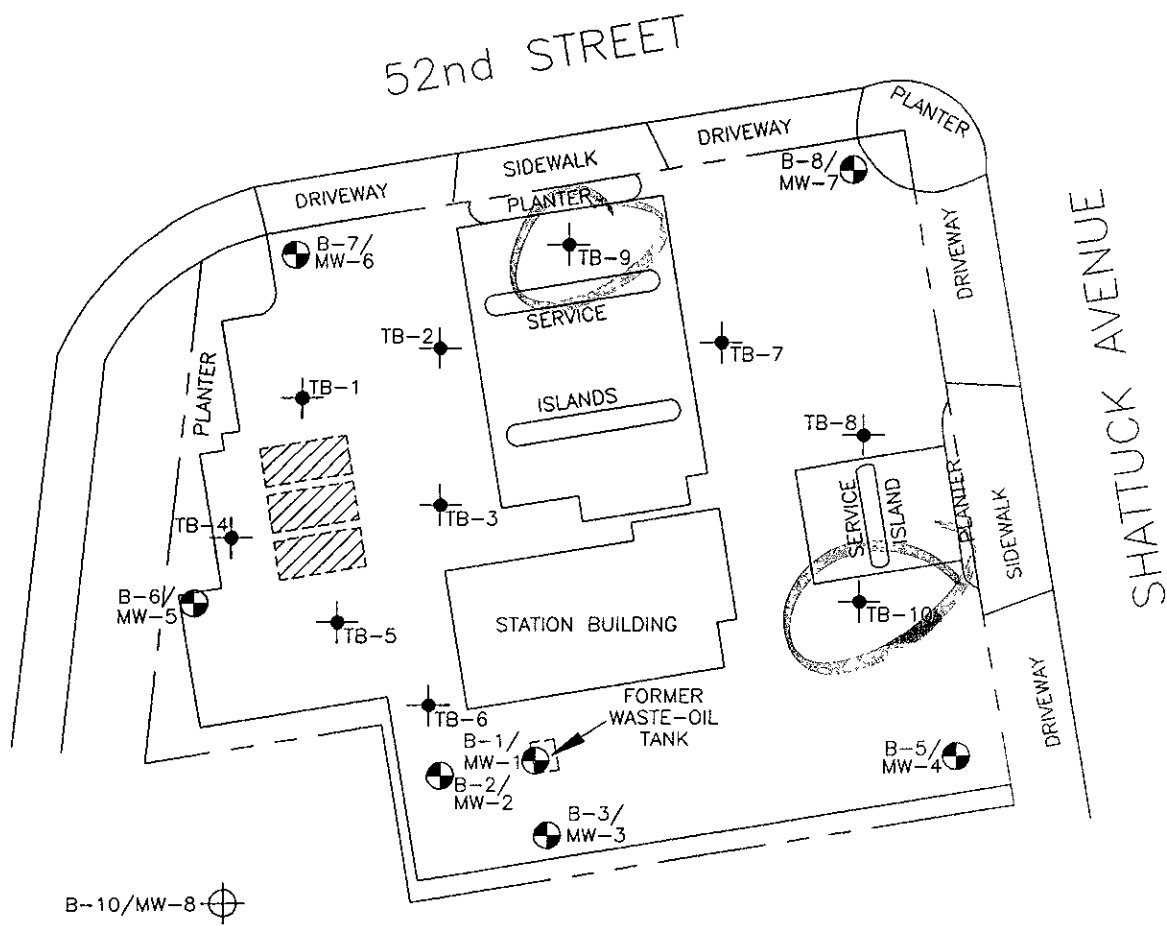 52nd STREET
PLANTER
DRIVEWAY
SIDEWALK
B-8/
MW-7
DRIVEWAY
PLANTER
B-7/
MW-6
TB-9
DRIVEWAY
SHATTUCK AVENUE
SERVICE
TB-2
TB-7
PLANTER
TB-1
ISLANDS
TB-8
SERVICE
ISLAND
PLANTER
SIDEWALK
TB-3
TB-4
B-6/
MW-5
TB-10
TB-5
STATION BUILDING
DRIVEWAY
FORMER
WASTE-OIL
TANK
TB-6
B-1/
MW-1
B-5/
MW-4
B-2/
MW-2
B-3/
MW-3
B-10/MW-8